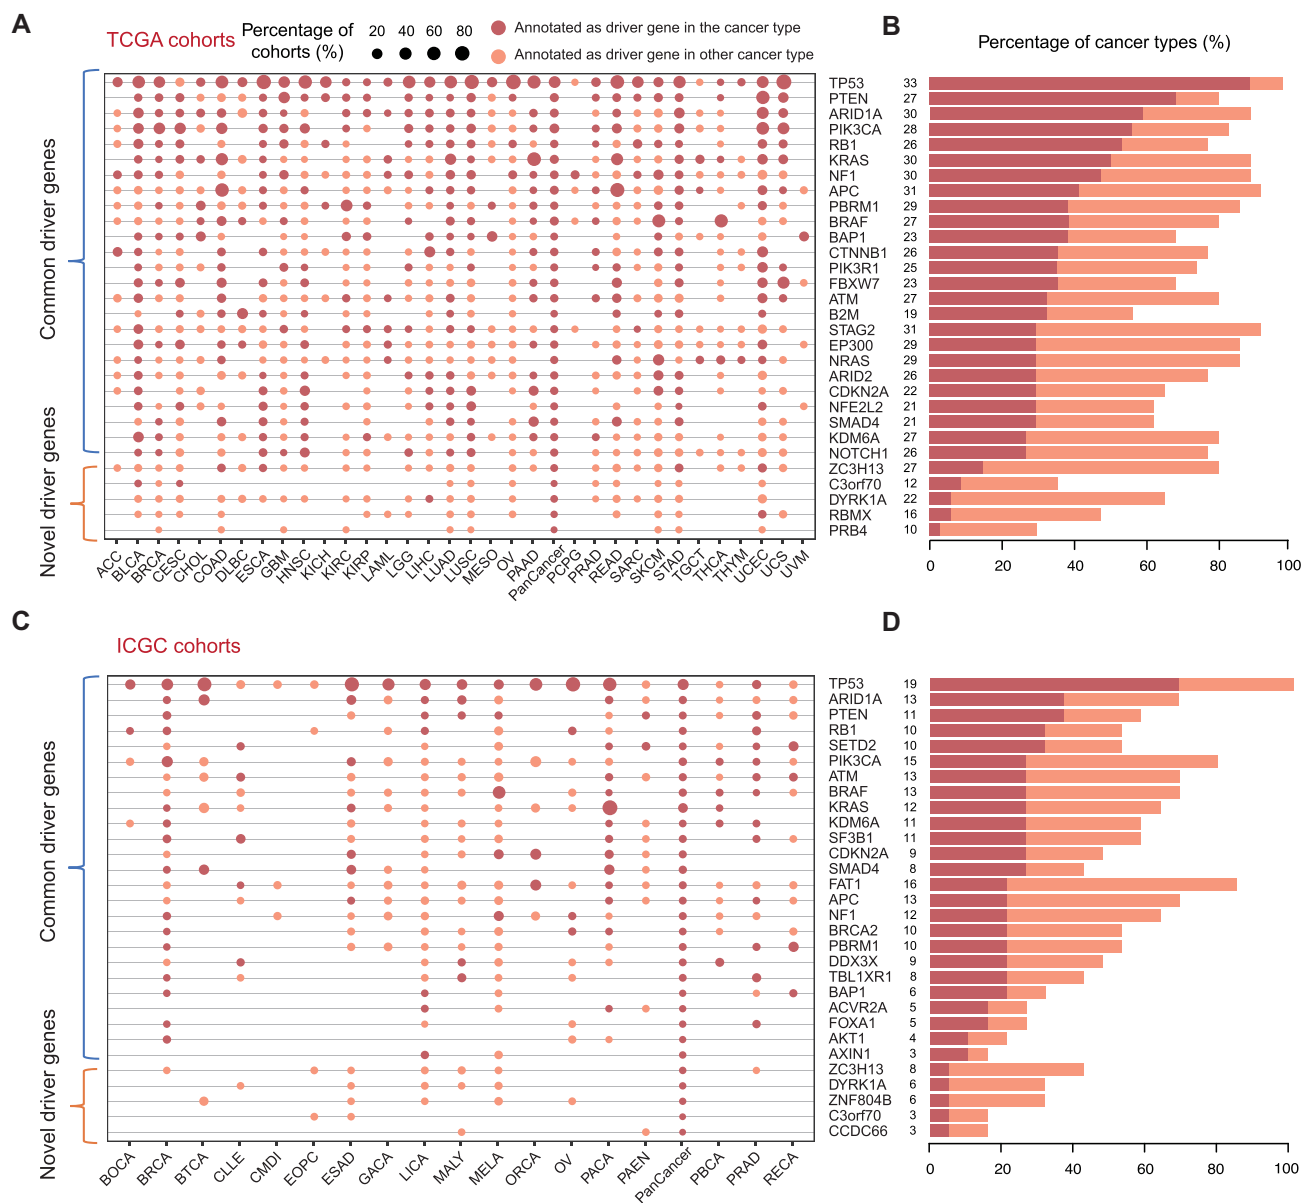 A
TCGA cohorts
Percentage of cohorts (%)
20 40 60 80
Annotated as driver gene in the cancer type
Annotated as driver gene in other cancer type
Common driver genes
Novel driver genes
B
Percentage of cancer types (%)
TP53 33
PTEN 27
ARID1A 30
PIK3CA 28
RB1 26
KRAS 30
NF1 30
APC 31
PBRM1 29
BRAF 27
BAP1 23
CTNNB1 26
PIK3R1 25
FBXW7 23
ATM 27
B2M 19
STAG2 31
EP300 29
NRAS 29
ARID2 26
CDKN2A 22
NFE2L2 21
SMAD4 21
KDM6A 27
NOTCH1 26
ZC3H13 27
C3orf70 12
DYRK1A 22
RBMX 16
PRB4 10
ACC BLCA BRCA CESC CHOL COAD DLBC ESCA GBM HNSC KICH KIRC KIRP LAML LGG LIHC LUAD LUSC MESO OV PAAD PanCancer PCPG PRAD READ SARC SKCM STAD TGCT THCA THYM UCEC UCS UVM
0 20 40 60 80 100
C
ICGC cohorts
Common driver genes
Novel driver genes
D
TP53 19
ARID1A 13
PTEN 11
RB1 10
SETD2 10
PIK3CA 15
ATM 13
BRAF 13
KRAS 12
KDM6A 11
SF3B1 11
CDKN2A 9
SMAD4 8
FAT1 16
APC 13
NF1 12
BRCA2 10
PBRM1 10
DDX3X 9
TBL1XR1 8
BAP1 6
ACVR2A 5
FOXA1 5
AKT1 4
AXIN1 3
ZC3H13 8
DYRK1A 6
ZNF804B 6
C3orf70 3
CCDC66 3
BOCA BRCA BTCA CLLE CMDI EOPC ESAD GACA LICA MALY MELA ORCA OV PACA PAEN PanCancer PBCA PRAD RECA
0 20 40 60 80 100